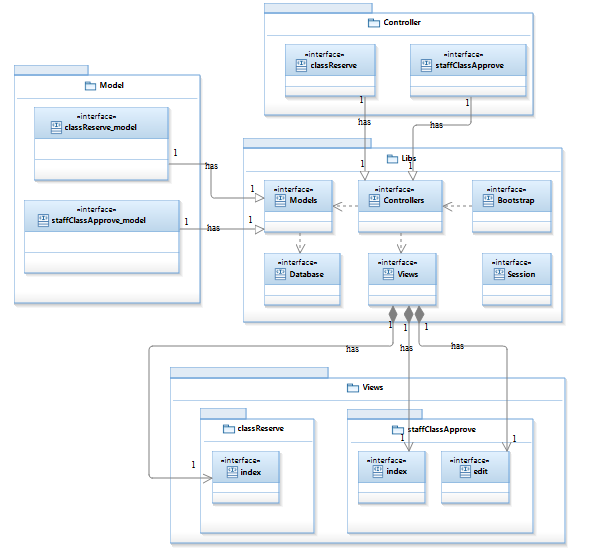 Controller
«interface»
classReserve
«interface»
staffClassApprove
1
1
has
has
1
1
Model
«interface»
classReserve_model
1
has
1
«interface»
staffClassApprove_model
1
has
1
Libs
«interface»
Models
«interface»
Controllers
«interface»
Bootstrap
«interface»
Database
«interface»
Views
«interface»
Session
1
1
1
has
has
has
Views
classReserve
«interface»
index
1
staffClassApprove
1
1
«interface»
index
«interface»
edit